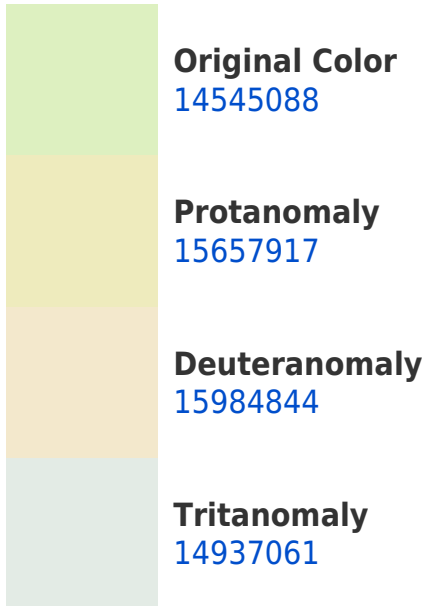 Original Color
14545088
Protanomaly
15657917
Deuteranomaly
15984844
Tritanomaly
14937061